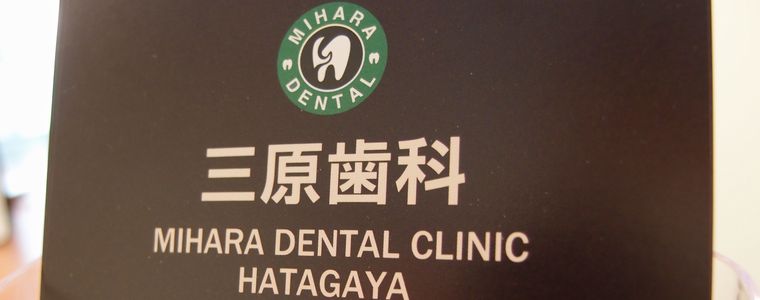 MIHARA
DENTAL
三原歯科
MIHARA DENTAL CLINIC
HATAGAYA